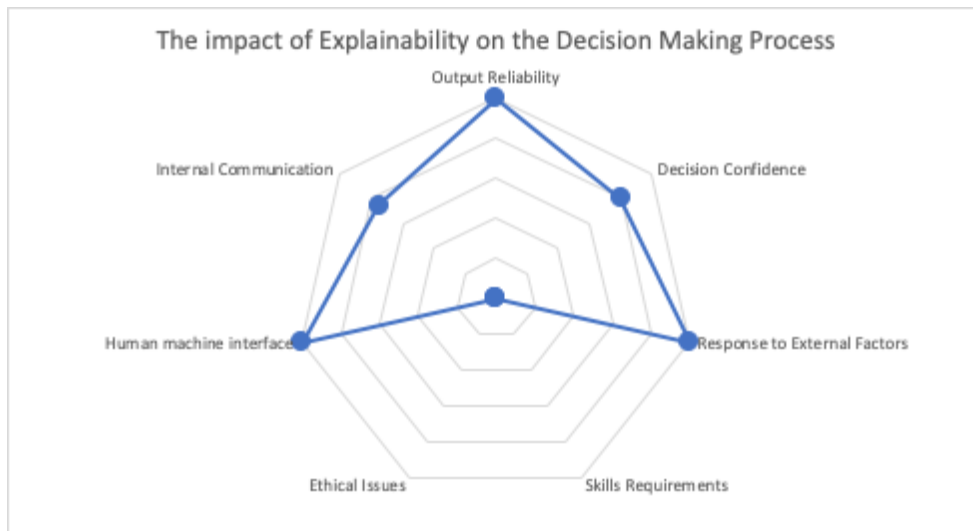 The impact of Explainability on the Decision Making Process
Output Reliability
Internal Communication
Decision Confidence
Human machine interface
Response to External Factors
Ethical Issues
Skills Requirements